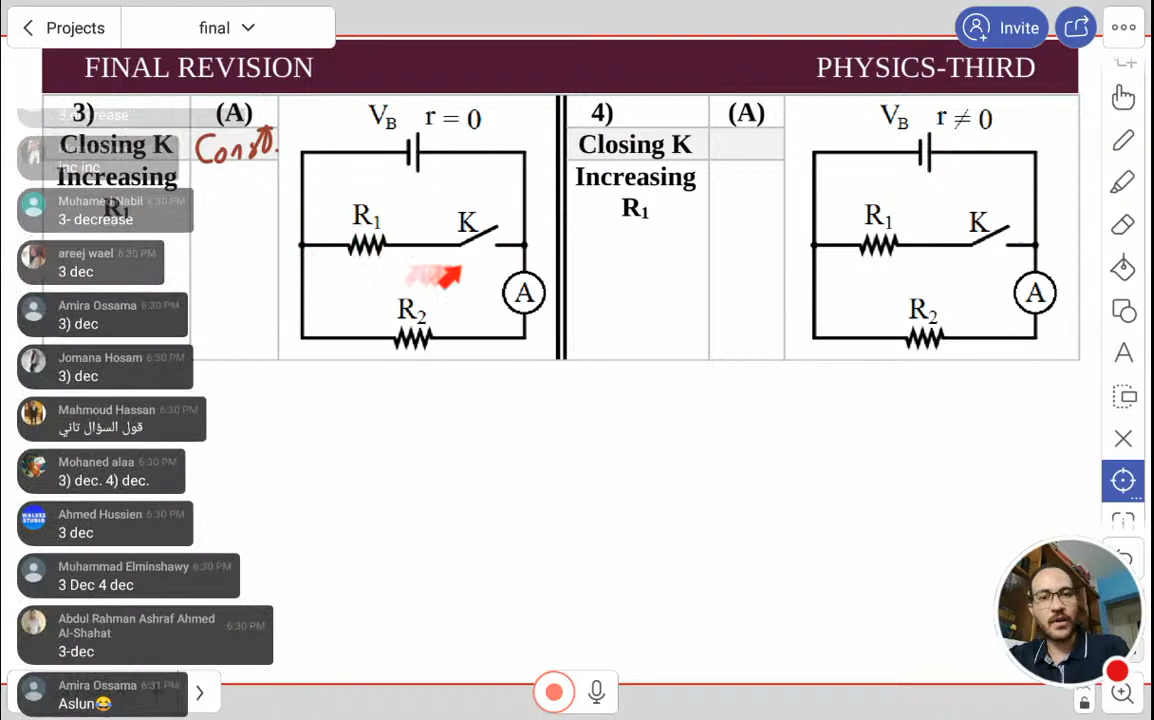 Projects
final
Invite
FINAL REVISION
PHYSICS-THIRD
3)
(A)
Closing K
Const.
Increasing
R1
VB r = 0
R1
K
A
R2
4)
(A)
Closing K
Increasing
R1
VB r ≠ 0
R1
K
A
R2
inc inc
Muhamed Nabil 6:30 PM
3- decrease
areej wael 6:30 PM
3 dec
Amira Ossama 6:30 PM
3) dec
Jomana Hosam 6:30 PM
3) dec
Mahmoud Hassan 6:30 PM
قول السؤال تاني
Mohaned alaa 6:30 PM
3) dec. 4) dec.
Ahmed Hussien 6:30 PM
3 dec
Muhammad Elminshawy 6:30 PM
3 Dec 4 dec
Abdul Rahman Ashraf Ahmed
Al-Shahat 6:30 PM
3-dec
Amira Ossama 6:31 PM
Aslun😂
A